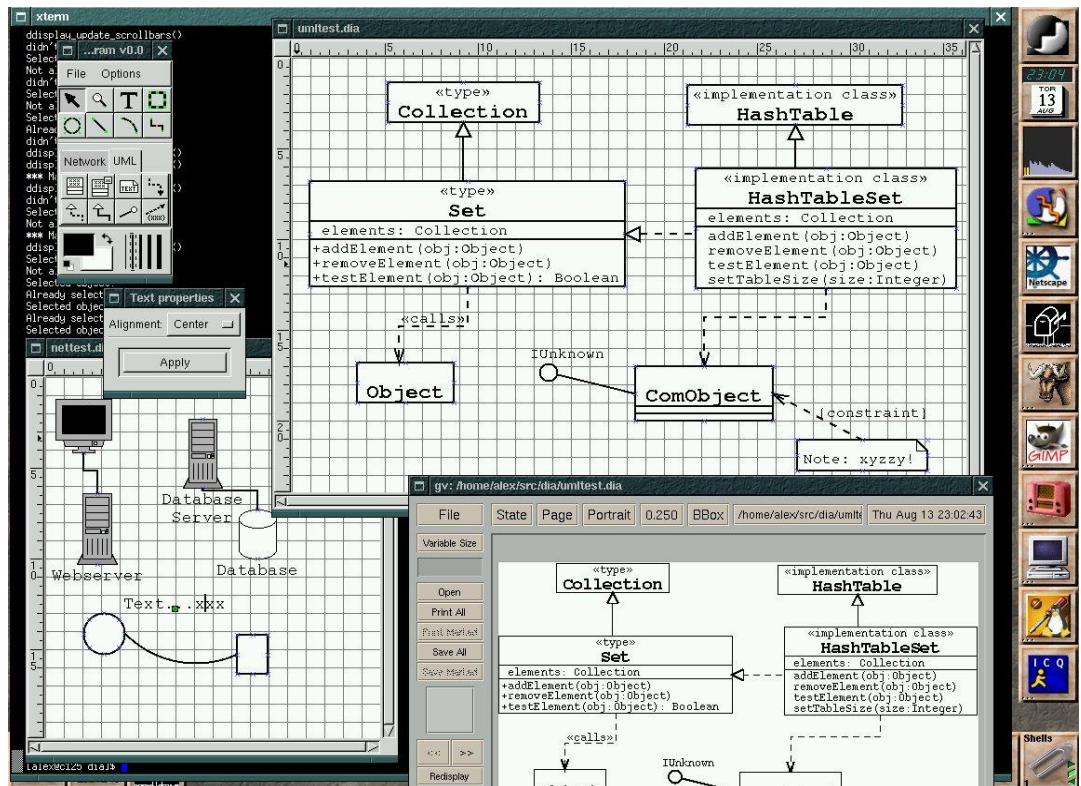 xterm
ddisplay_update_scrollbars()
...ram v0.0
File Options
Network UML
Already select
Selected objec
Already select
Selected objec
Text properties
Alignment: Center
Apply
umltest.dia
0 5 10 15 20 25 30 35
«type»
Collection
«implementation class»
HashTable
«type»
Set
elements: Collection
+addElement(obj:Object)
+removeElement(obj:Object)
+testElement(obj:Object): Boolean
«implementation class»
HashTableSet
elements: Collection
addElement(obj:Object)
removeElement(obj:Object)
testElement(obj:Object)
setTableSize(size:Integer)
«calls»
Object
IUnknown
ComObject
{constraint}
Note: xyzzy!
nettest.di
Database
Server
Webserver
Database
Text...xxx
[alex@c125 dia]$
gv: /home/alex/src/dia/umltest.dia
File State Page Portrait 0.250 BBox /home/alex/src/dia/umlte Thu Aug 13 23:02:43
Variable Size
Open
Print All
Print Marked
Save All
Save Marked
<< >>
Redisplay
«type»
Collection
«implementation class»
HashTable
«type»
Set
elements: Collection
+addElement(obj:Object)
+removeElement(obj:Object)
+testElement(obj:Object): Boolean
«implementation class»
HashTableSet
elements: Collection
addElement(obj:Object)
removeElement(obj:Object)
testElement(obj:Object)
setTableSize(size:Integer)
«calls»
IUnknown
23:04
TOR
13
AUG
Netscape
GIMP
ICQ
Shells
1